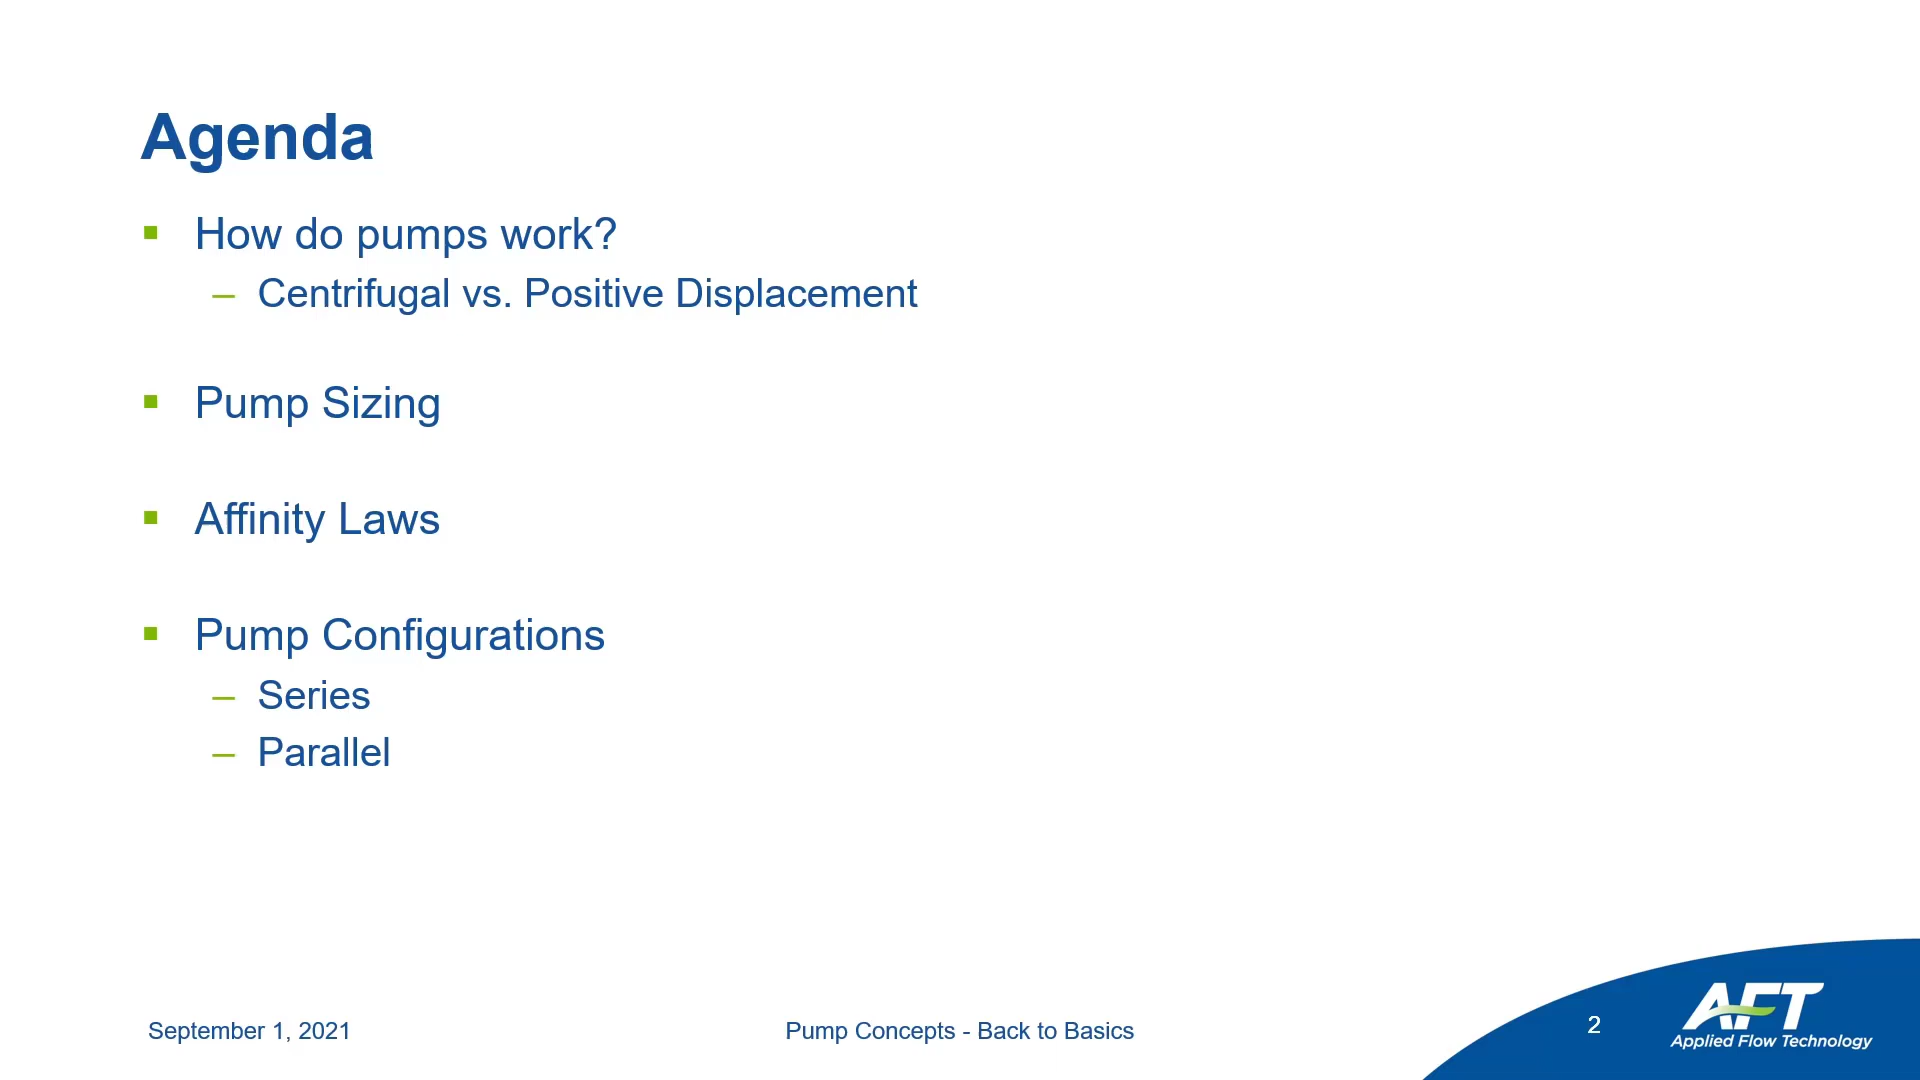 Agenda
▪ How do pumps work?
– Centrifugal vs. Positive Displacement
▪ Pump Sizing
▪ Affinity Laws
▪ Pump Configurations
– Series
– Parallel
September 1, 2021
Pump Concepts - Back to Basics
2
AFT
Applied Flow Technology